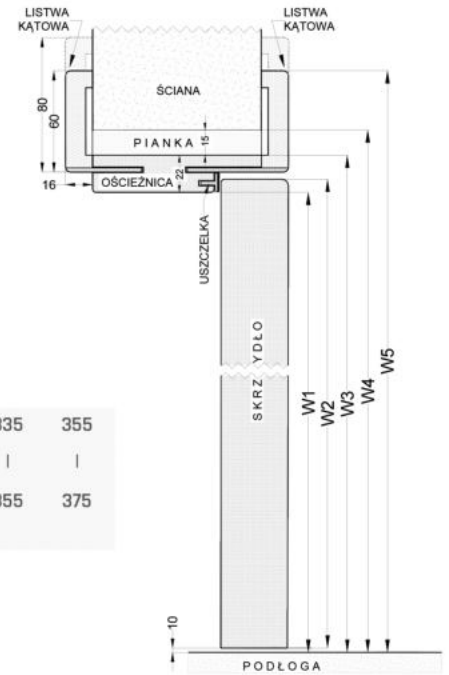 LISTWA
KĄTOWA
LISTWA
KĄTOWA
ŚCIANA
80
60
PIANKA
15
16
OŚCIEŻNICA
22
USZCZELKA
SKRZYDŁO
W1
W2
W3
W4
W5
335 355
| |
355 375
10
PODŁOGA